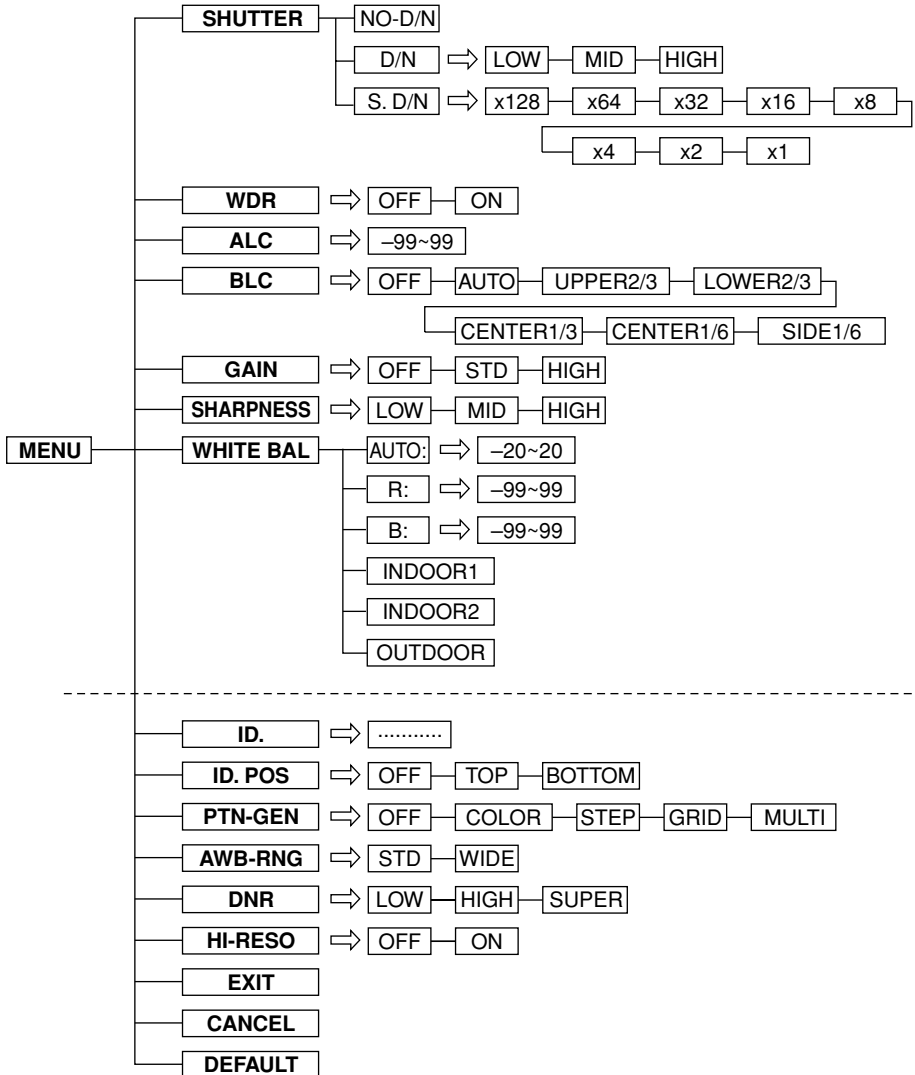 SHUTTER NO-D/N
D/N LOW MID HIGH
S. D/N x128 x64 x32 x16 x8
x4 x2 x1
WDR OFF ON
ALC –99~99
BLC OFF AUTO UPPER2/3 LOWER2/3
CENTER1/3 CENTER1/6 SIDE1/6
GAIN OFF STD HIGH
SHARPNESS LOW MID HIGH
MENU WHITE BAL AUTO: –20~20
R: –99~99
B: –99~99
INDOOR1
INDOOR2
OUTDOOR
ID. ...........
ID. POS OFF TOP BOTTOM
PTN-GEN OFF COLOR STEP GRID MULTI
AWB-RNG STD WIDE
DNR LOW HIGH SUPER
HI-RESO OFF ON
EXIT
CANCEL
DEFAULT